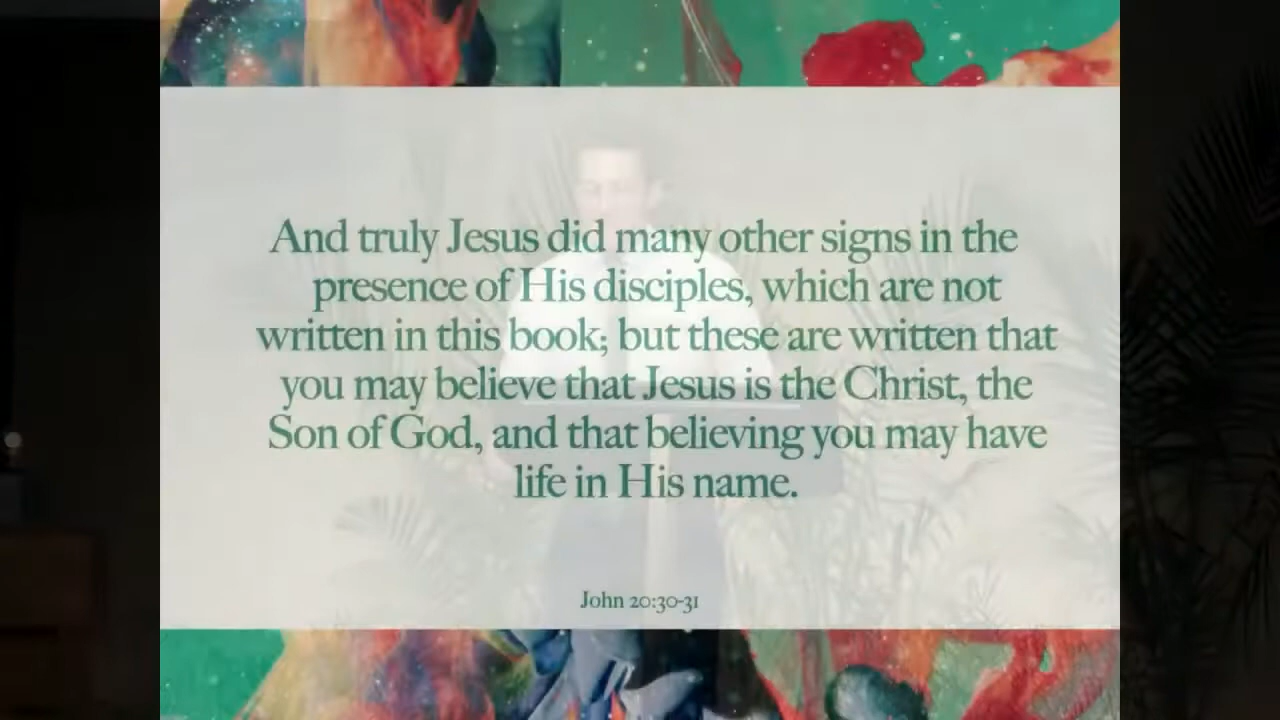 And truly Jesus did many other signs in the
presence of His disciples, which are not
written in this book; but these are written that
you may believe that Jesus is the Christ, the
Son of God, and that believing you may have
life in His name.
John 20:30-31